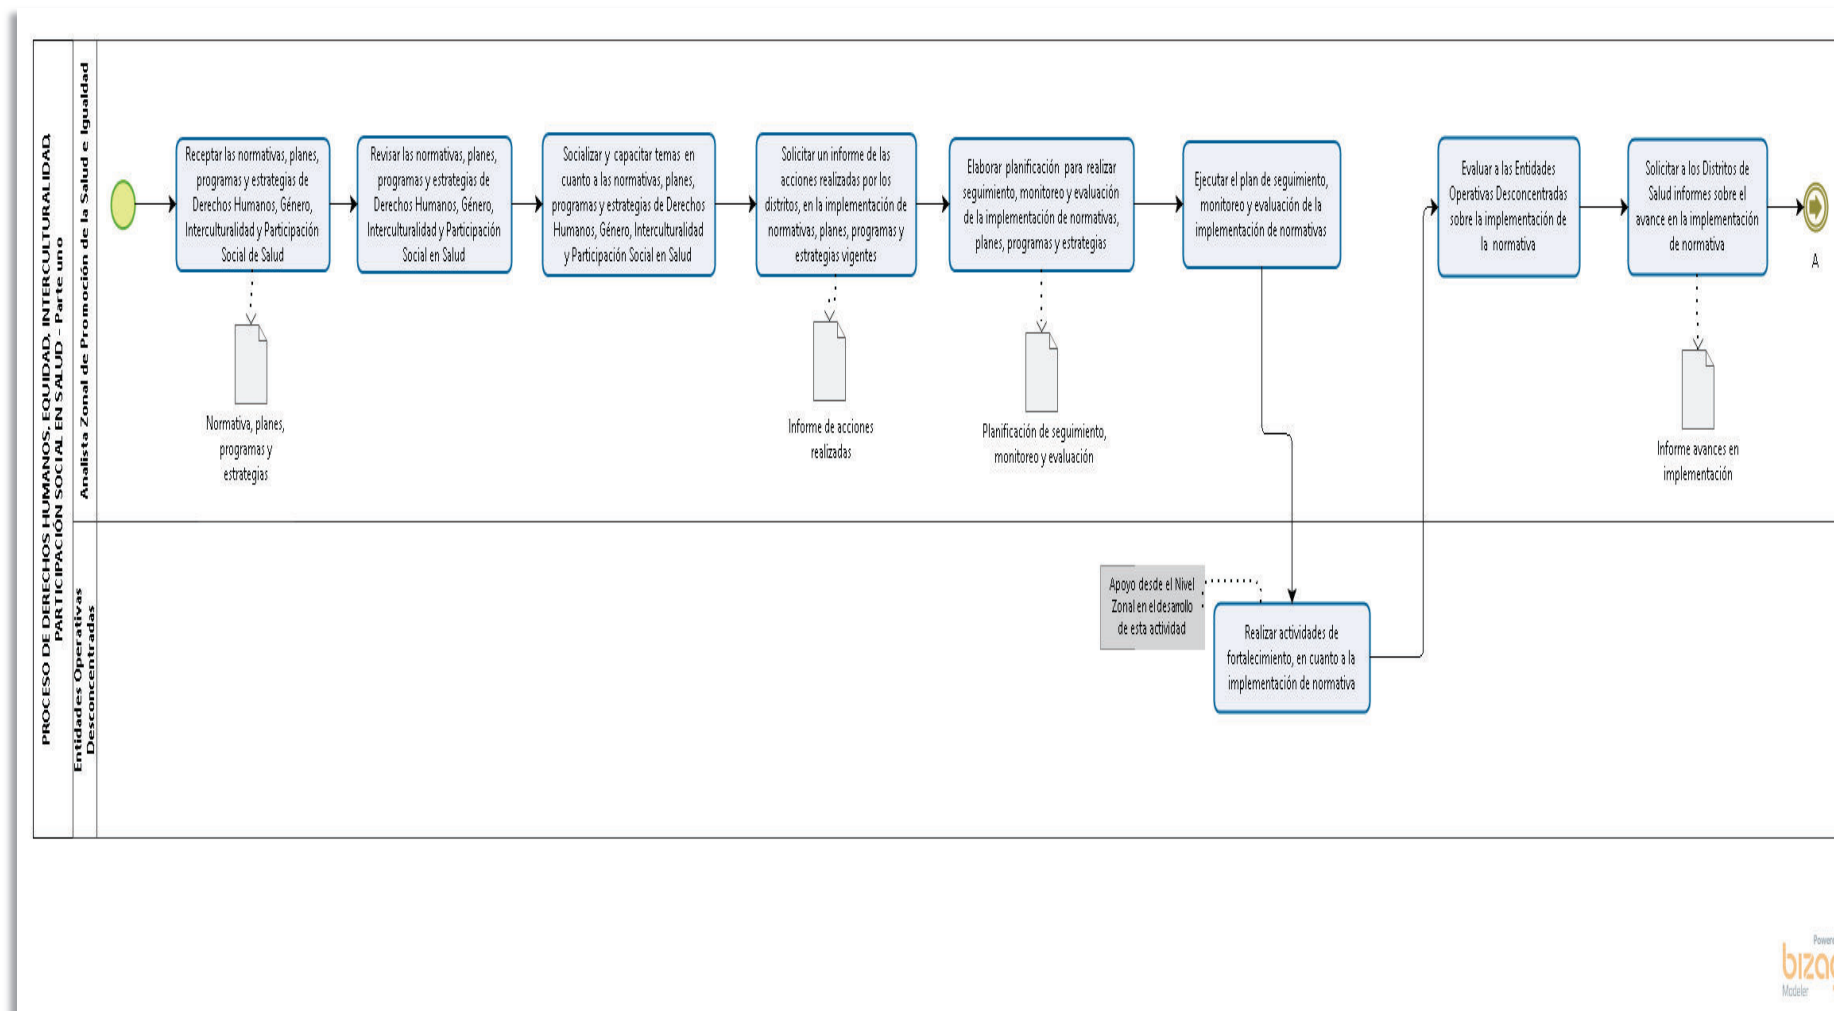 PROCESO DE DERECHOS HUMANOS, EQUIDAD, INTERCULTURALIDAD,
PARTICIPACIÓN SOCIAL EN SALUD - Parte uno
Analista Zonal de Promoción de la Salud e Igualdad
Receptar las normativas, planes,
programas y estrategias de
Derechos Humanos, Género,
Interculturalidad y Participación
Social de Salud
Revisar las normativas, planes,
programas y estrategias de
Derechos Humanos, Género,
Interculturalidad y Participación
Social en Salud
Socializar y capacitar temas en
cuanto a las normativas, planes,
programas y estrategias de Derechos
Humanos, Género, Interculturalidad
y Participación Social en Salud
Solicitar un informe de las
acciones realizadas por los
distritos, en la implementación de
normativas, planes, programas y
estrategias vigentes
Elaborar planificación para realizar
seguimiento, monitoreo y evaluación
de la implementación de normativas,
planes, programas y estrategias
Ejecutar el plan de seguimiento,
monitoreo y evaluación de la
implementación de normativas
Evaluar a las Entidades
Operativas Desconcentradas
sobre la implementación de
la normativa
Solicitar a los Distritos de
Salud informes sobre el
avance en la implementación
de normativa
A
Normativa, planes,
programas y
estrategias
Informe de acciones
realizadas
Planificación de seguimiento,
monitoreo y evaluación
Informe avances en
implementación
Entidades Operativas
Desconcentradas
Apoyo desde el Nivel
Zonal en el desarrollo
de esta actividad
Realizar actividades de
fortalecimiento, en cuanto a la
implementación de normativa
Modeler